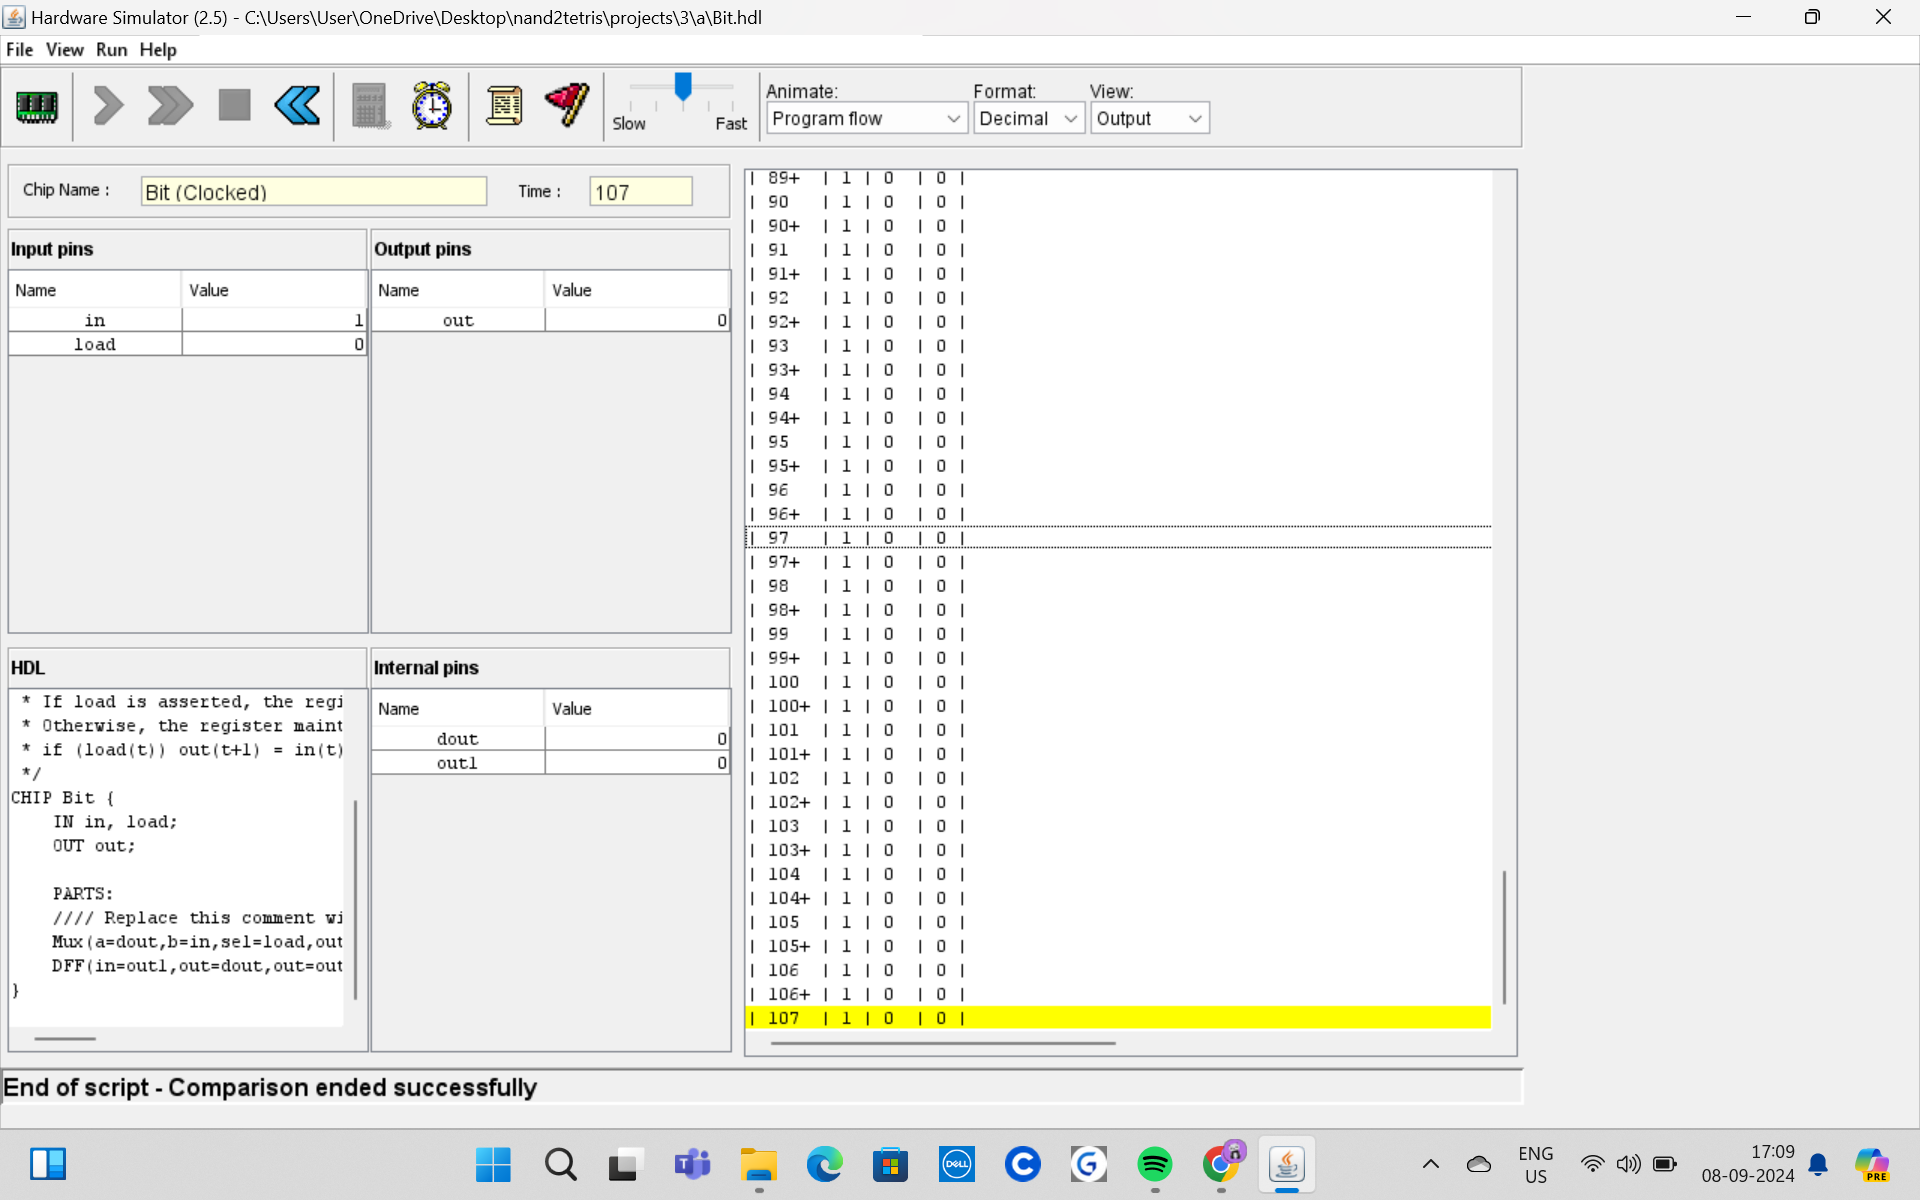 Hardware Simulator (2.5) - C:\Users\User\OneDrive\Desktop\nand2tetris\projects\3\a\Bit.hdl
File View Run Help
Slow Fast
Animate:
Program flow
Format:
Decimal
View:
Output
Chip Name : Bit (Clocked) Time : 107
Input pins
Name Value
in 1
load 0
Output pins
Name Value
out 0
HDL
* If load is asserted, the regi
* Otherwise, the register maint
* if (load(t)) out(t+1) = in(t)
*/
CHIP Bit {
IN in, load;
OUT out;
PARTS:
//// Replace this comment wi
Mux(a=dout,b=in,sel=load,out
DFF(in=out1,out=dout,out=out
}
Internal pins
Name Value
dout 0
out1 0
| 89+ | 1 | 0 | 0 |
| 90 | 1 | 0 | 0 |
| 90+ | 1 | 0 | 0 |
| 91 | 1 | 0 | 0 |
| 91+ | 1 | 0 | 0 |
| 92 | 1 | 0 | 0 |
| 92+ | 1 | 0 | 0 |
| 93 | 1 | 0 | 0 |
| 93+ | 1 | 0 | 0 |
| 94 | 1 | 0 | 0 |
| 94+ | 1 | 0 | 0 |
| 95 | 1 | 0 | 0 |
| 95+ | 1 | 0 | 0 |
| 96 | 1 | 0 | 0 |
| 96+ | 1 | 0 | 0 |
| 97 | 1 | 0 | 0 |
| 97+ | 1 | 0 | 0 |
| 98 | 1 | 0 | 0 |
| 98+ | 1 | 0 | 0 |
| 99 | 1 | 0 | 0 |
| 99+ | 1 | 0 | 0 |
| 100 | 1 | 0 | 0 |
| 100+ | 1 | 0 | 0 |
| 101 | 1 | 0 | 0 |
| 101+ | 1 | 0 | 0 |
| 102 | 1 | 0 | 0 |
| 102+ | 1 | 0 | 0 |
| 103 | 1 | 0 | 0 |
| 103+ | 1 | 0 | 0 |
| 104 | 1 | 0 | 0 |
| 104+ | 1 | 0 | 0 |
| 105 | 1 | 0 | 0 |
| 105+ | 1 | 0 | 0 |
| 106 | 1 | 0 | 0 |
| 106+ | 1 | 0 | 0 |
| 107 | 1 | 0 | 0 |
End of script - Comparison ended successfully
DELL
ENG
US
17:09
08-09-2024
PRE